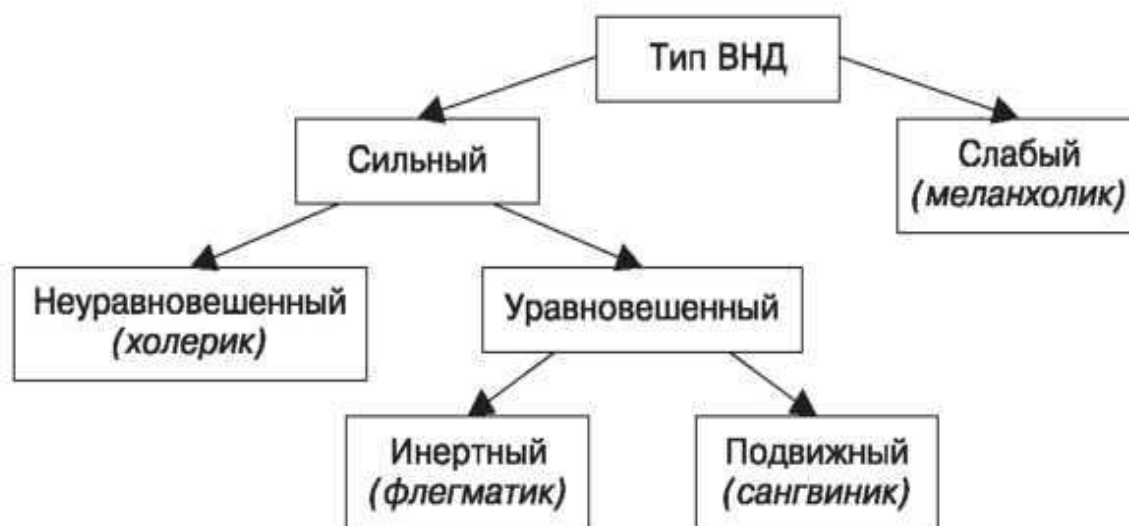 Тип ВНД
Сильный
Слабый
(меланхолик)
Неуравновешенный
(холерик)
Уравновешенный
Инертный
(флегматик)
Подвижный
(сангвиник)